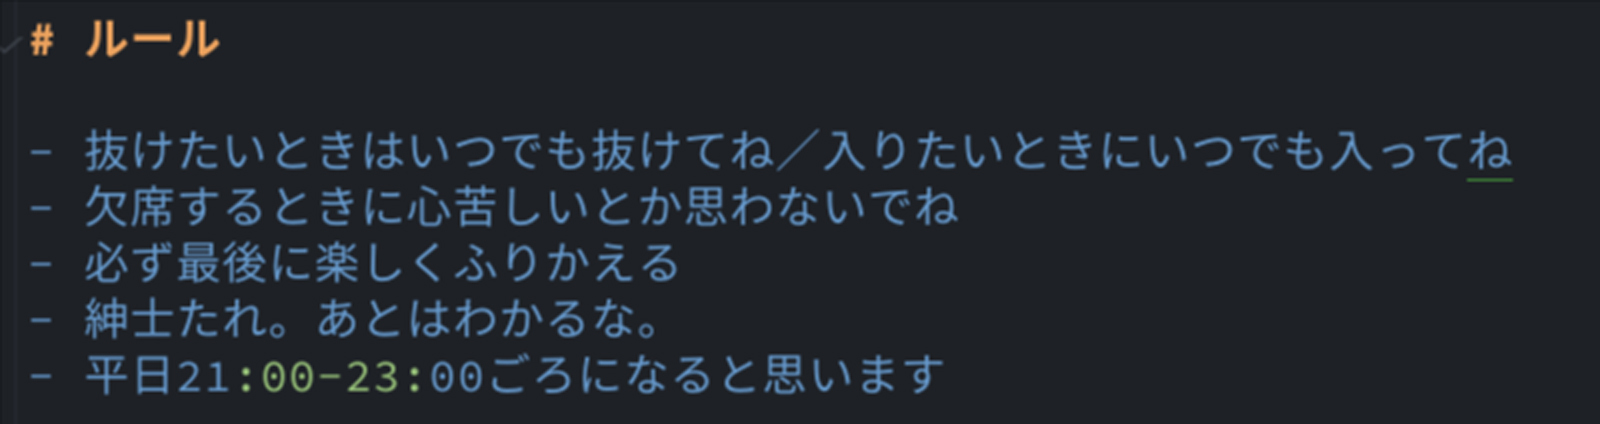 # ルール
- 抜けたいときはいつでも抜けてね／入りたいときにいつでも入ってね
- 欠席するときに心苦しいとか思わないでね
- 必ず最後に楽しくふりかえる
- 紳士たれ。あとはわかるな。
- 平日21:00-23:00ごろになると思います